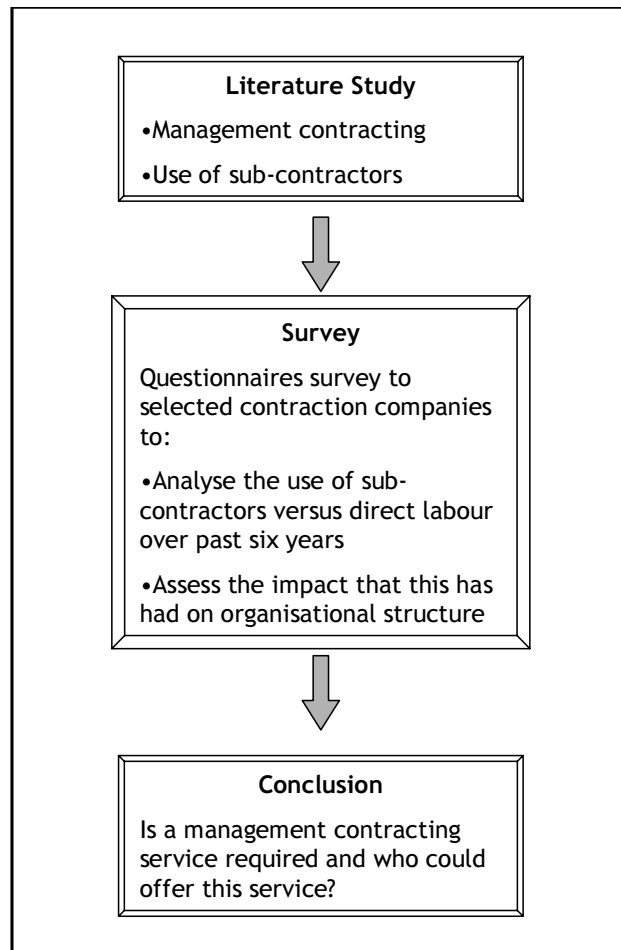 Literature Study
•Management contracting
•Use of sub-contractors
Survey
Questionnaires survey to
selected contraction companies
to:
•Analyse the use of sub-
contractors versus direct labour
over past six years
•Assess the impact that this has
had on organisational structure
Conclusion
Is a management contracting
service required and who could
offer this service?